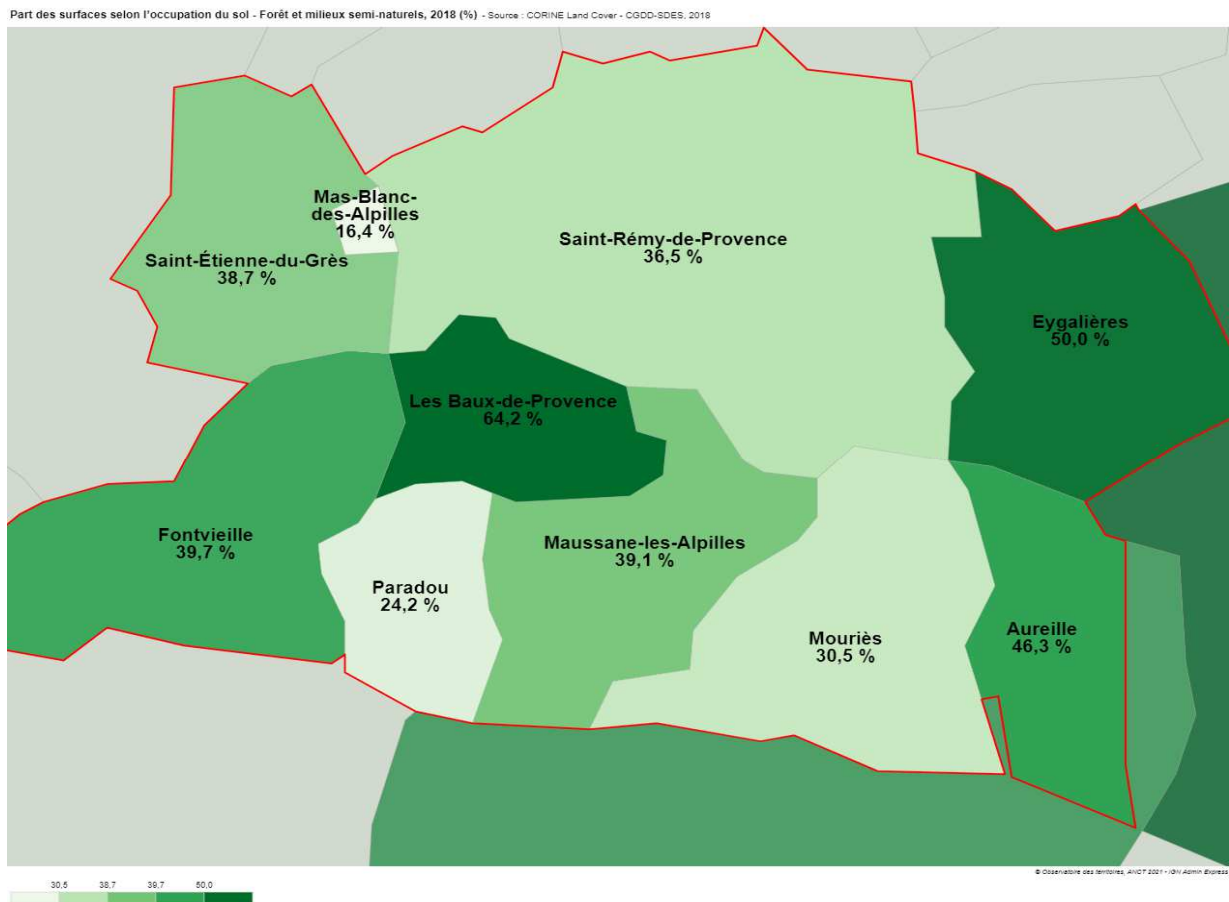 Part des surfaces selon l'occupation du sol - Forêt et milieux semi-naturels, 2018 (%) - Source : CORINE Land Cover - CGDD-SDES, 2018
Mas-Blanc-
des-Alpilles
16,4 %
Saint-Étienne-du-Grès
38,7 %
Saint-Rémy-de-Provence
36,5 %
Eygalières
50,0 %
Les Baux-de-Provence
64,2 %
Fontvieille
39,7 %
Maussane-les-Alpilles
39,1 %
Paradou
24,2 %
Mouriès
30,5 %
Aureille
46,3 %
© Observatoire des territoires, ANCT 2021 - IGN Admin Express
30,5 38,7 39,7 50,0